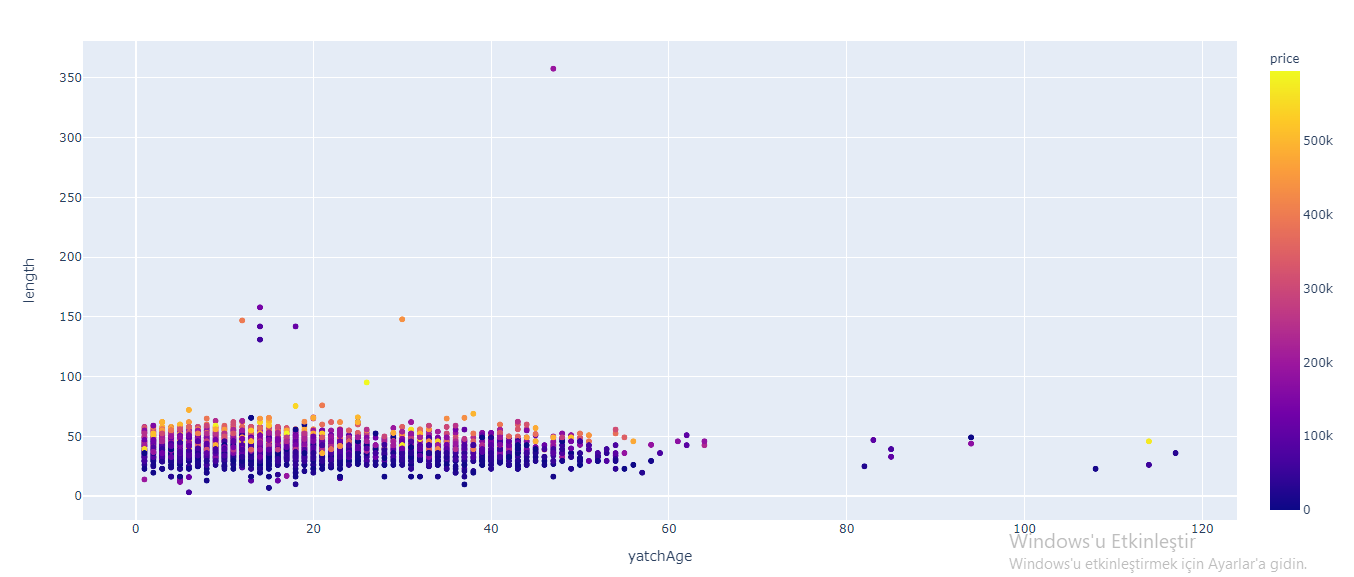 price
350
300
250
200
150
100
50
0
length
500k
400k
300k
200k
100k
0
0
20
40
60
80
100
120
yatchAge
Windows'u Etkinleştir
Windows'u etkinleştirmek için Ayarlar'a gidin.